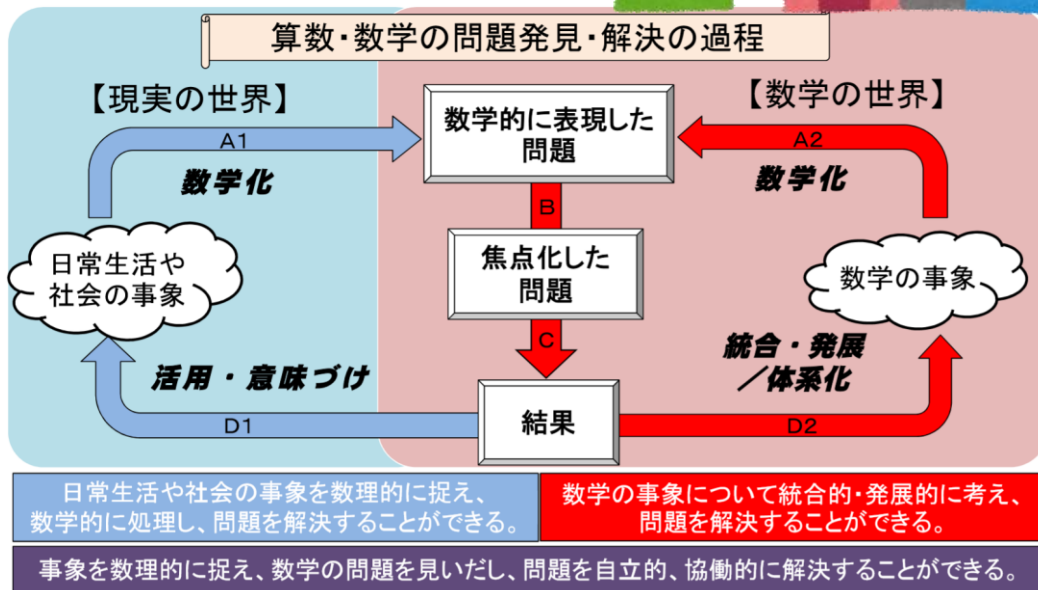 算数・数学の問題発見・解決の過程
【現実の世界】
【数学の世界】
A1
数学化
数学的に表現した
問題
A2
数学化
B
日常生活や
社会の事象
焦点化した
問題
数学の事象
C
活用・意味づけ
統合・発展
／体系化
結果
D1
D2
日常生活や社会の事象を数理的に捉え、
数学的に処理し、問題を解決することができる。
数学の事象について統合的・発展的に考え、
問題を解決することができる。
事象を数理的に捉え、数学の問題を見いだし、問題を自立的、協働的に解決することができる。